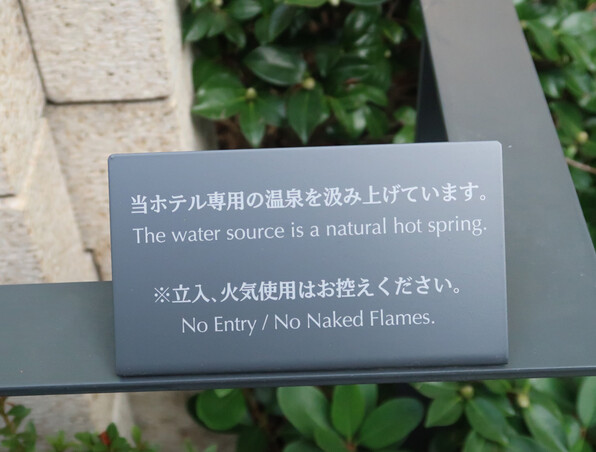 当ホテル専用の温泉を汲み上げています。
The water source is a natural hot spring.
※立入、火気使用はお控えください。
No Entry / No Naked Flames.